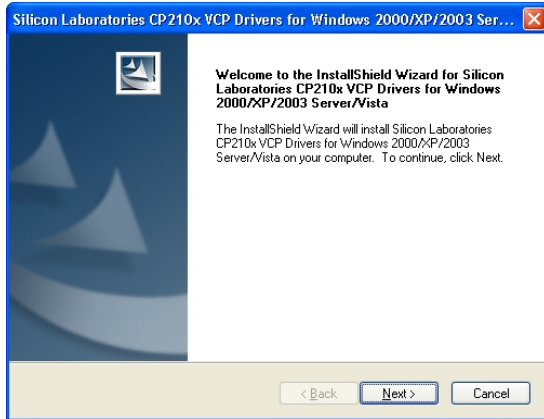 Silicon Laboratories CP210x VCP Drivers for Windows 2000/XP/2003 Ser...
Welcome to the InstallShield Wizard for Silicon
Laboratories CP210x VCP Drivers for Windows
2000/XP/2003 Server/Vista
The InstallShield Wizard will install Silicon Laboratories
CP210x VCP Drivers for Windows 2000/XP/2003
Server/Vista on your computer. To continue, click Next.
< Back Next > Cancel